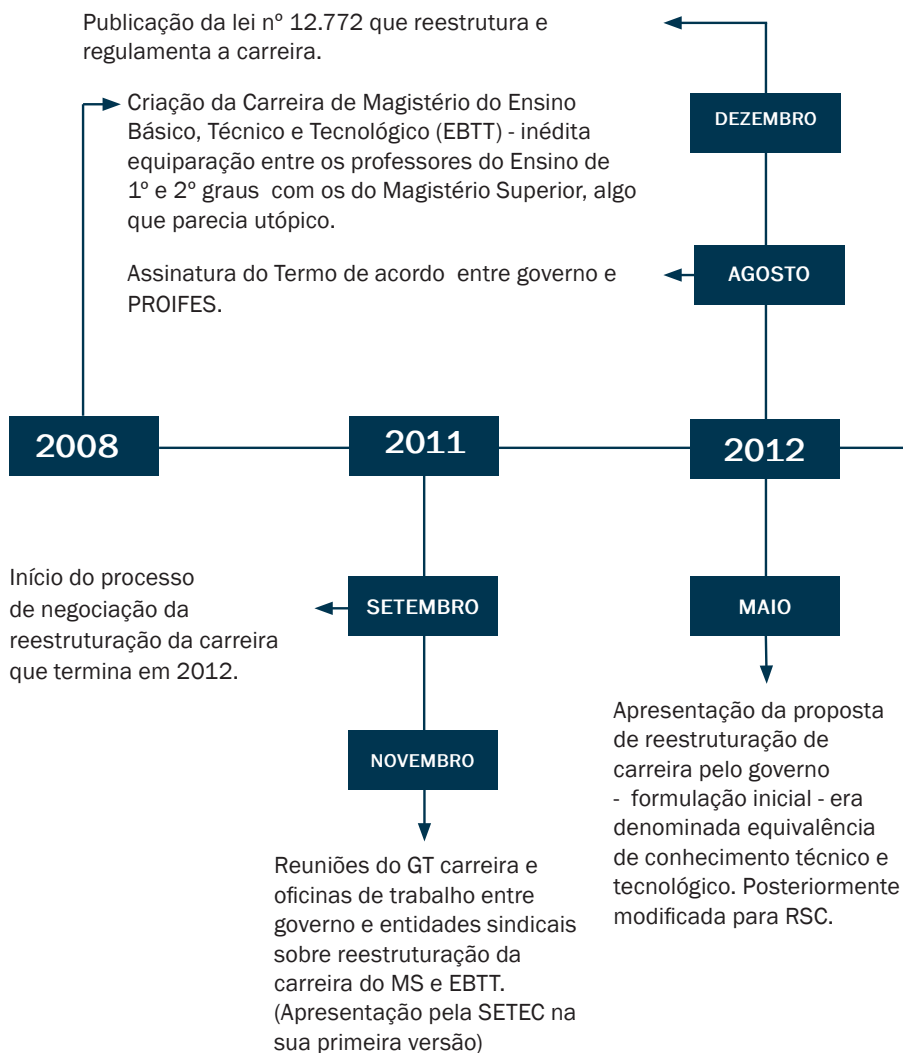 Publicação da lei nº 12.772 que reestrutura e
regulamenta a carreira.
DEZEMBRO
Criação da Carreira de Magistério do Ensino
Básico, Técnico e Tecnológico (EBTT) - inédita
equiparação entre os professores do Ensino de
1º e 2º graus  com os do Magistério Superior, algo
que parecia utópico.
Assinatura do Termo de acordo  entre governo e
PROIFES.
AGOSTO
2008
2011
2012
Início do processo
de negociação da
reestruturação da carreira
que termina em 2012.
SETEMBRO
MAIO
NOVEMBRO
Apresentação da proposta
de reestruturação de
carreira pelo governo
-  formulação inicial - era
denominada equivalência
de conhecimento técnico e
tecnológico. Posteriormente
modificada para RSC.
Reuniões do GT carreira e
oficinas de trabalho entre
governo e entidades sindicais
sobre reestruturação da
carreira do MS e EBTT.
(Apresentação pela SETEC na
sua primeira versão)